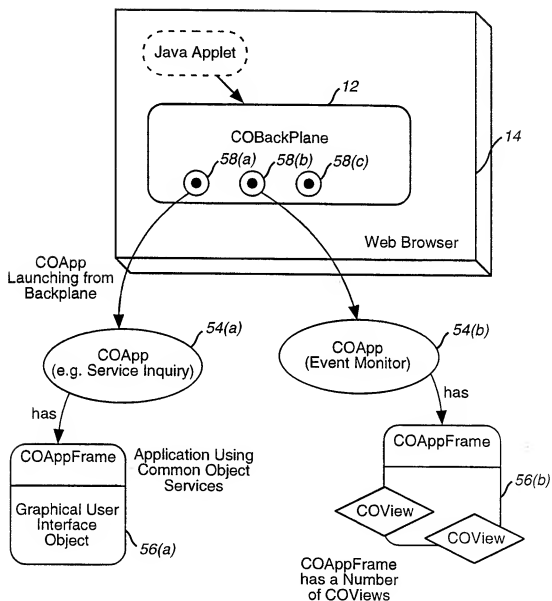 Java Applet
12
COBackPlane
58(a)
58(b)
58(c)
14
Web Browser
COApp
Launching from
Backplane
54(a)
COApp
(e.g. Service Inquiry)
54(b)
COApp
(Event Monitor)
has
has
COAppFrame
Graphical User
Interface
Object
56(a)
Application Using
Common Object
Services
COAppFrame
56(b)
COView
COView
COAppFrame
has a Number
of COViews